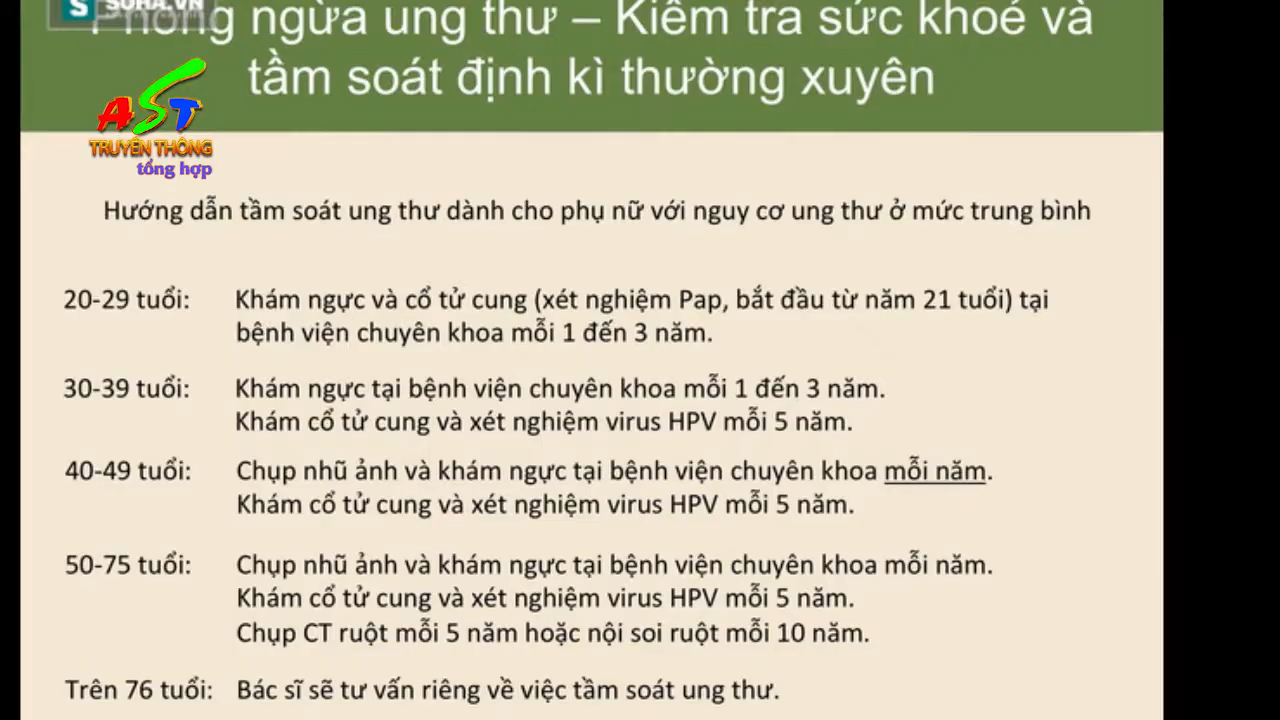 S SOHA.VN
Phòng ngừa ung thư – Kiểm tra sức khoẻ và
tầm soát định kì thường xuyên
AST
TRUYỀN THÔNG
tổng hợp
Hướng dẫn tầm soát ung thư dành cho phụ nữ với nguy cơ ung thư ở mức trung bình
20-29 tuổi: Khám ngực và cổ tử cung (xét nghiệm Pap, bắt đầu từ năm 21 tuổi) tại
bệnh viện chuyên khoa mỗi 1 đến 3 năm.
30-39 tuổi: Khám ngực tại bệnh viện chuyên khoa mỗi 1 đến 3 năm.
Khám cổ tử cung và xét nghiệm virus HPV mỗi 5 năm.
40-49 tuổi: Chụp nhũ ảnh và khám ngực tại bệnh viện chuyên khoa mỗi năm.
Khám cổ tử cung và xét nghiệm virus HPV mỗi 5 năm.
50-75 tuổi: Chụp nhũ ảnh và khám ngực tại bệnh viện chuyên khoa mỗi năm.
Khám cổ tử cung và xét nghiệm virus HPV mỗi 5 năm.
Chụp CT ruột mỗi 5 năm hoặc nội soi ruột mỗi 10 năm.
Trên 76 tuổi: Bác sĩ sẽ tư vấn riêng về việc tầm soát ung thư.